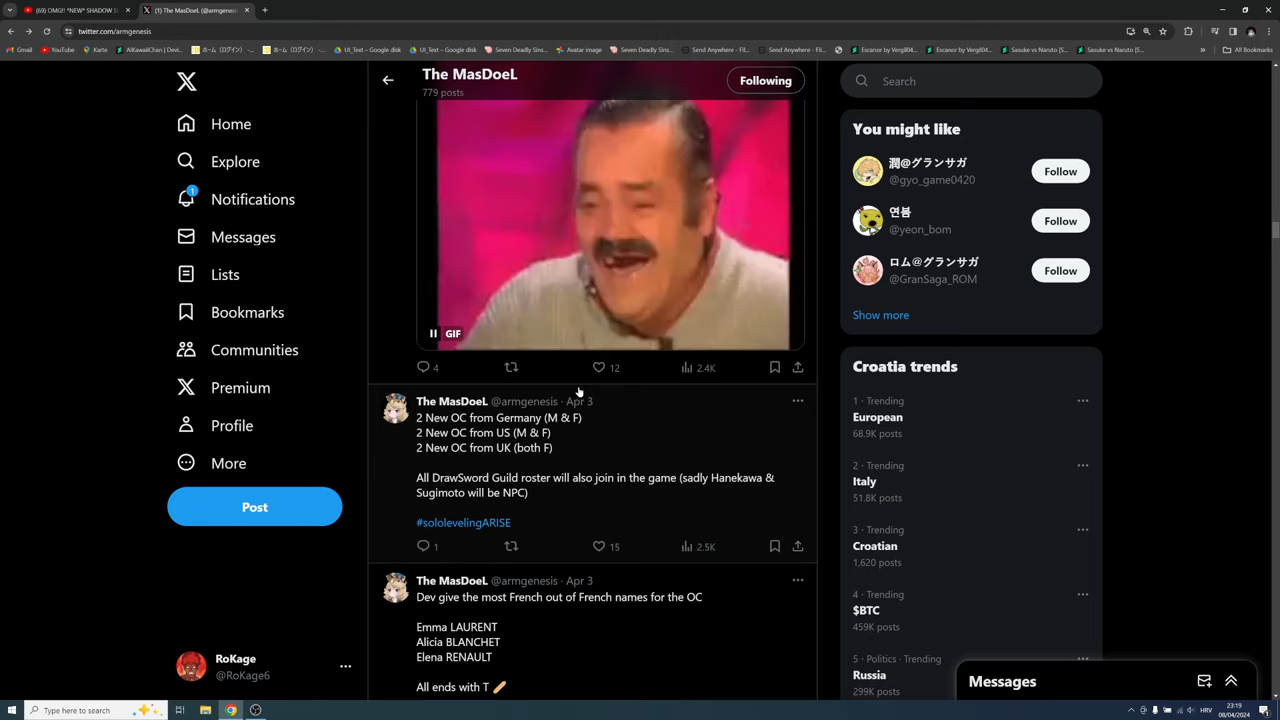 (69) OMG!! *NEW* SHADOW S
(1) The MasDoeL (@armgenesis)
twitter.com/armgenesis
Gmail
YouTube
Karte
AlKawaiiChan | Devi...
ホーム (ログイン) - ...
ホーム (ログイン) - ...
UI_Text – Google disk
UI_Text – Google disk
Seven Deadly Sins...
Avatar image
Seven Deadly Sins...
Send Anywhere - Fil...
Send Anywhere - Fil...
Escanor by Vergil04...
Escanor by Vergil04...
Sasuke vs Naruto [S...
Sasuke vs Naruto [S...
All Bookmarks
Home
Explore
1
Notifications
Messages
Lists
Bookmarks
Communities
Premium
Profile
More
Post
RoKage
@RoKage6
The MasDoeL
779 posts
Following
GIF
4
12
2.4K
The MasDoeL @armgenesis · Apr 3
2 New OC from Germany (M & F)
2 New OC from US (M & F)
2 New OC from UK (both F)
All DrawSword Guild roster will also join in the game (sadly Hanekawa &
Sugimoto will be NPC)
#sololevelingARISE
1
15
2.5K
The MasDoeL @armgenesis · Apr 3
Dev give the most French out of French names for the OC
Emma LAURENT
Alicia BLANCHET
Elena RENAULT
All ends with T 🥖
Search
You might like
潤@グランサガ
@gyo_game0420
Follow
연봄
@yeon_bom
Follow
ロム@グランサガ
@GranSaga_ROM
Follow
Show more
Croatia trends
1 · Trending
European
68.9K posts
2 · Trending
Italy
51.8K posts
3 · Trending
Croatian
1,620 posts
4 · Trending
$BTC
459K posts
5 · Politics · Trending
Russia
299K posts
Messages
Type here to search
HRV
23:19
08/04/2024